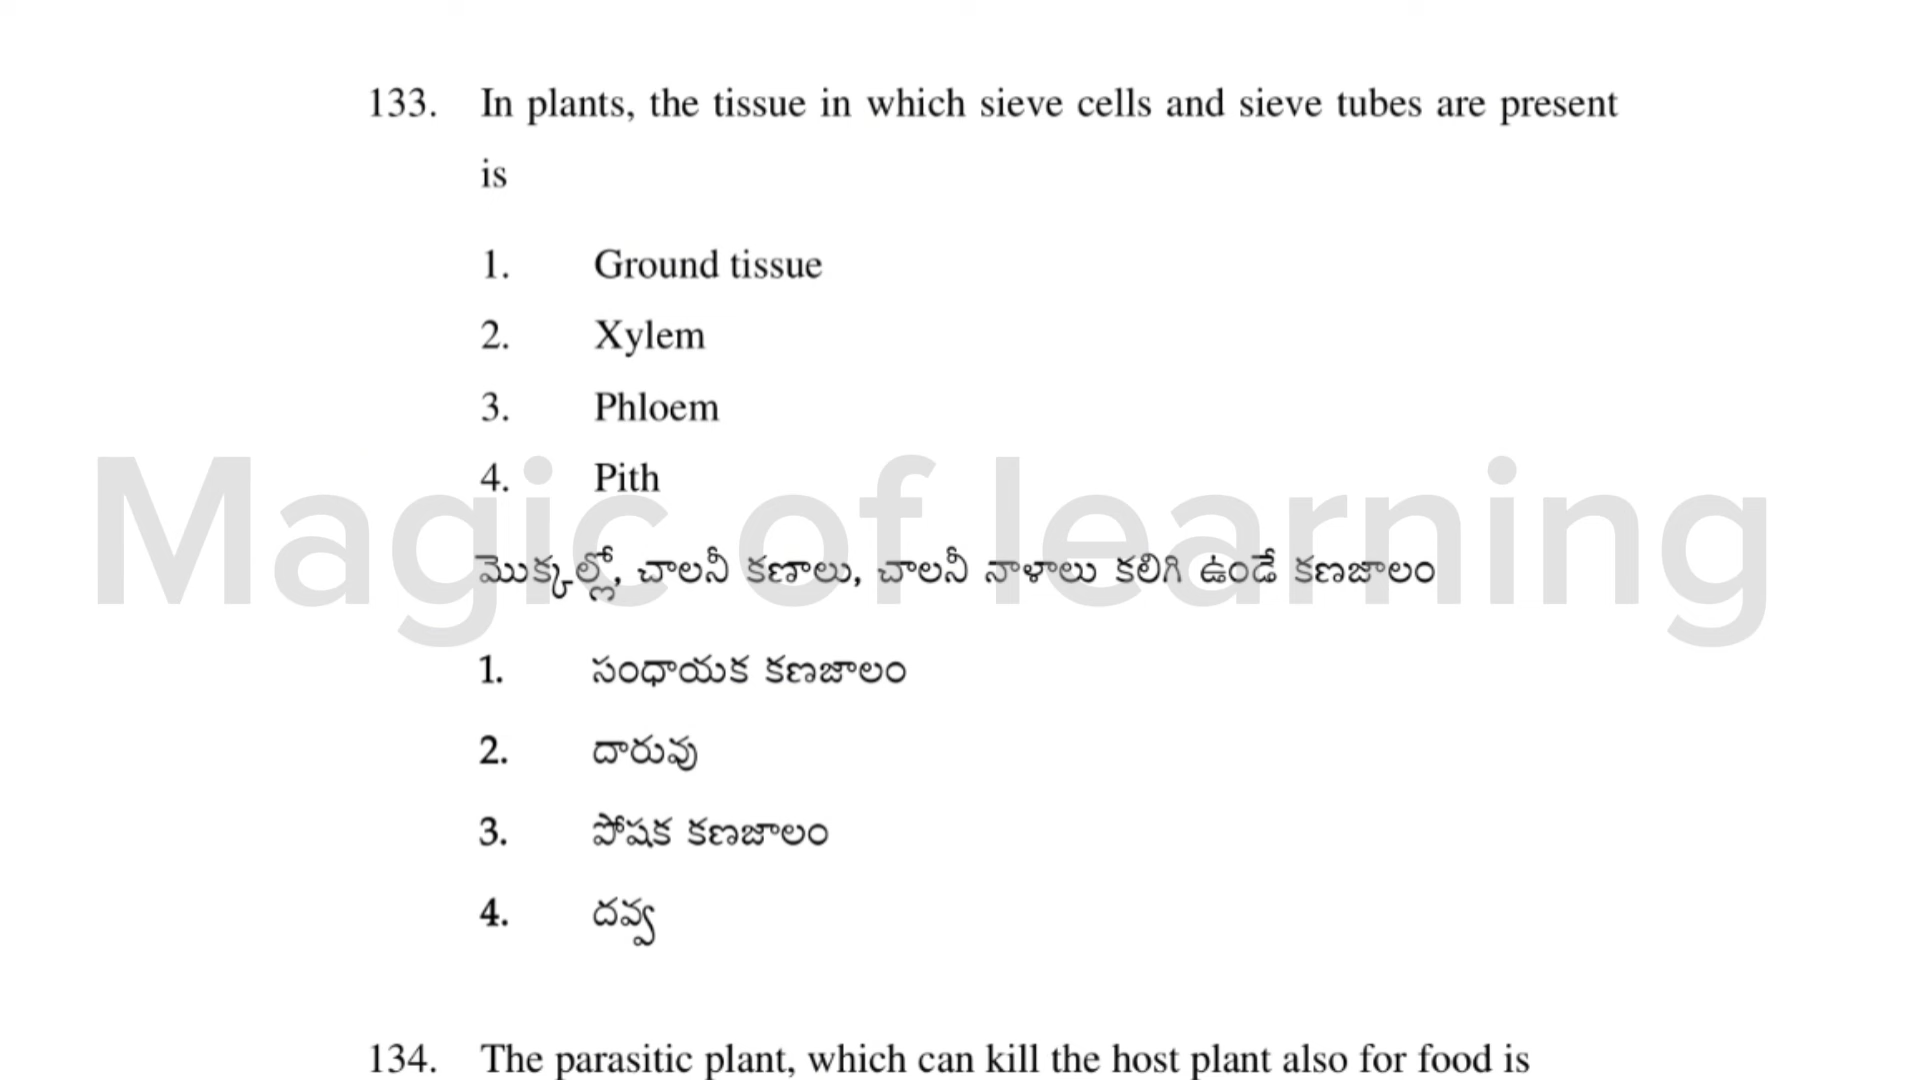 133. In plants, the tissue in which sieve cells and sieve tubes are present
is
1. Ground tissue
2. Xylem
3. Phloem
4. Pith
Magic of learning
మొక్కల్లో, చాలనీ కణాలు, చాలనీ నాళాలు కలిగి ఉండే కణజాలం
1. సంధాయక కణజాలం
2. దారువు
3. పోషక కణజాలం
4. దవ్వ
134. The parasitic plant, which can kill the host plant also for food is